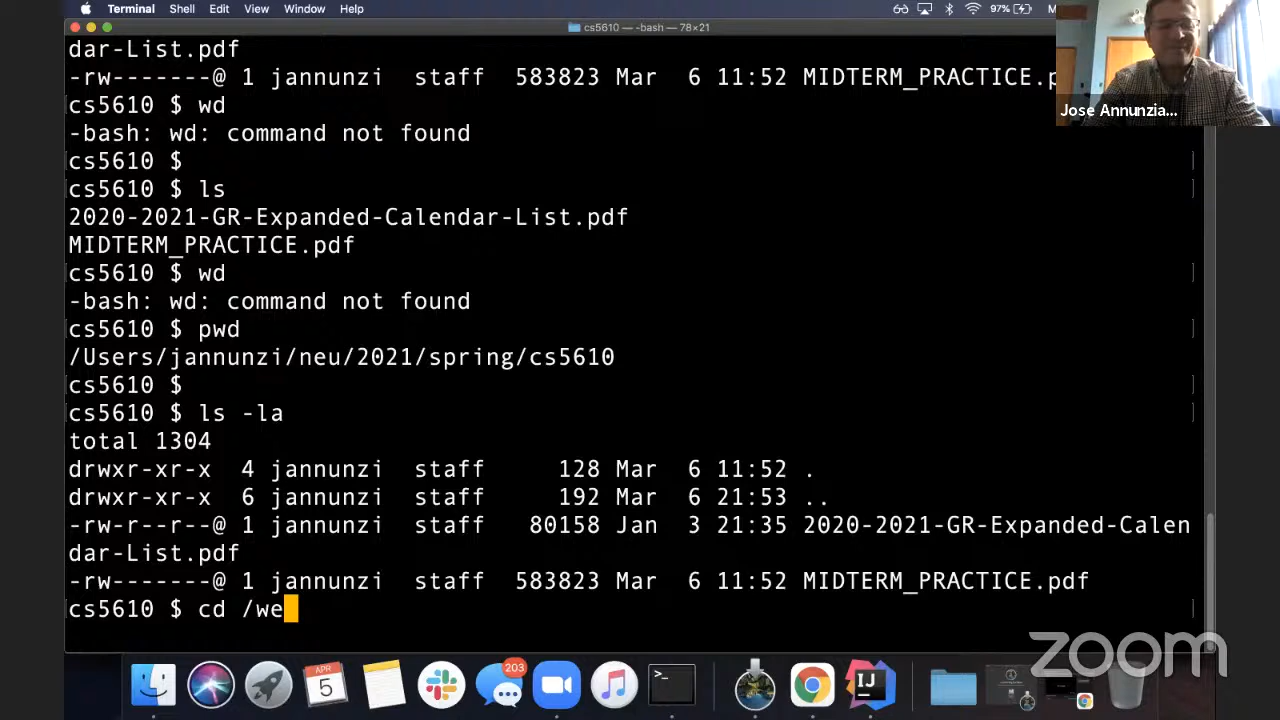 Terminal Shell Edit View Window Help 97%
cs5610 — -bash — 78×21
dar-List.pdf
-rw-------@ 1 jannunzi staff 583823 Mar 6 11:52 MIDTERM_PRACTICE.p
cs5610 $ wd
-bash: wd: command not found
cs5610 $
cs5610 $ ls
2020-2021-GR-Expanded-Calendar-List.pdf
MIDTERM_PRACTICE.pdf
cs5610 $ wd
-bash: wd: command not found
cs5610 $ pwd
/Users/jannunzi/neu/2021/spring/cs5610
cs5610 $
cs5610 $ ls -la
total 1304
drwxr-xr-x 4 jannunzi staff 128 Mar 6 11:52 .
drwxr-xr-x 6 jannunzi staff 192 Mar 6 21:53 ..
-rw-r--r--@ 1 jannunzi staff 80158 Jan 3 21:35 2020-2021-GR-Expanded-Calen
dar-List.pdf
-rw-------@ 1 jannunzi staff 583823 Mar 6 11:52 MIDTERM_PRACTICE.pdf
cs5610 $ cd /we
Jose Annunzia...
zoom
APR
5
203
>_
IJ